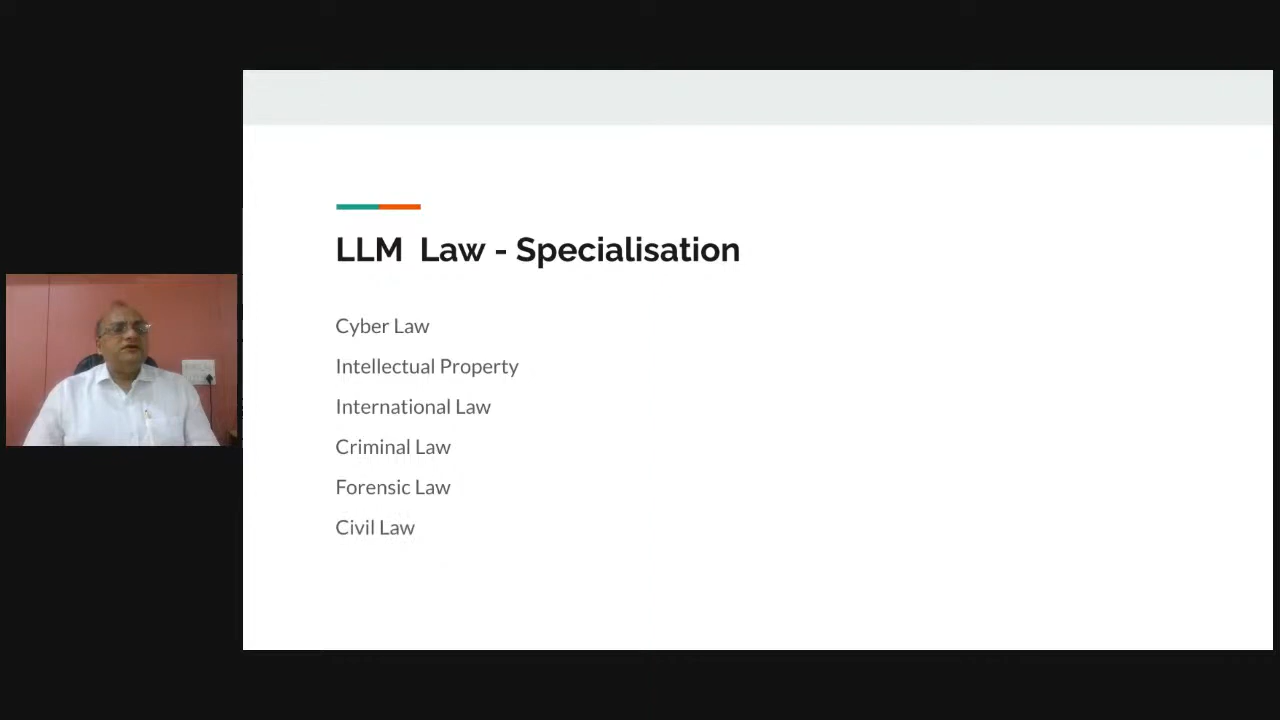 LLM  Law - Specialisation
Cyber Law
Intellectual Property
International Law
Criminal Law
Forensic Law
Civil Law